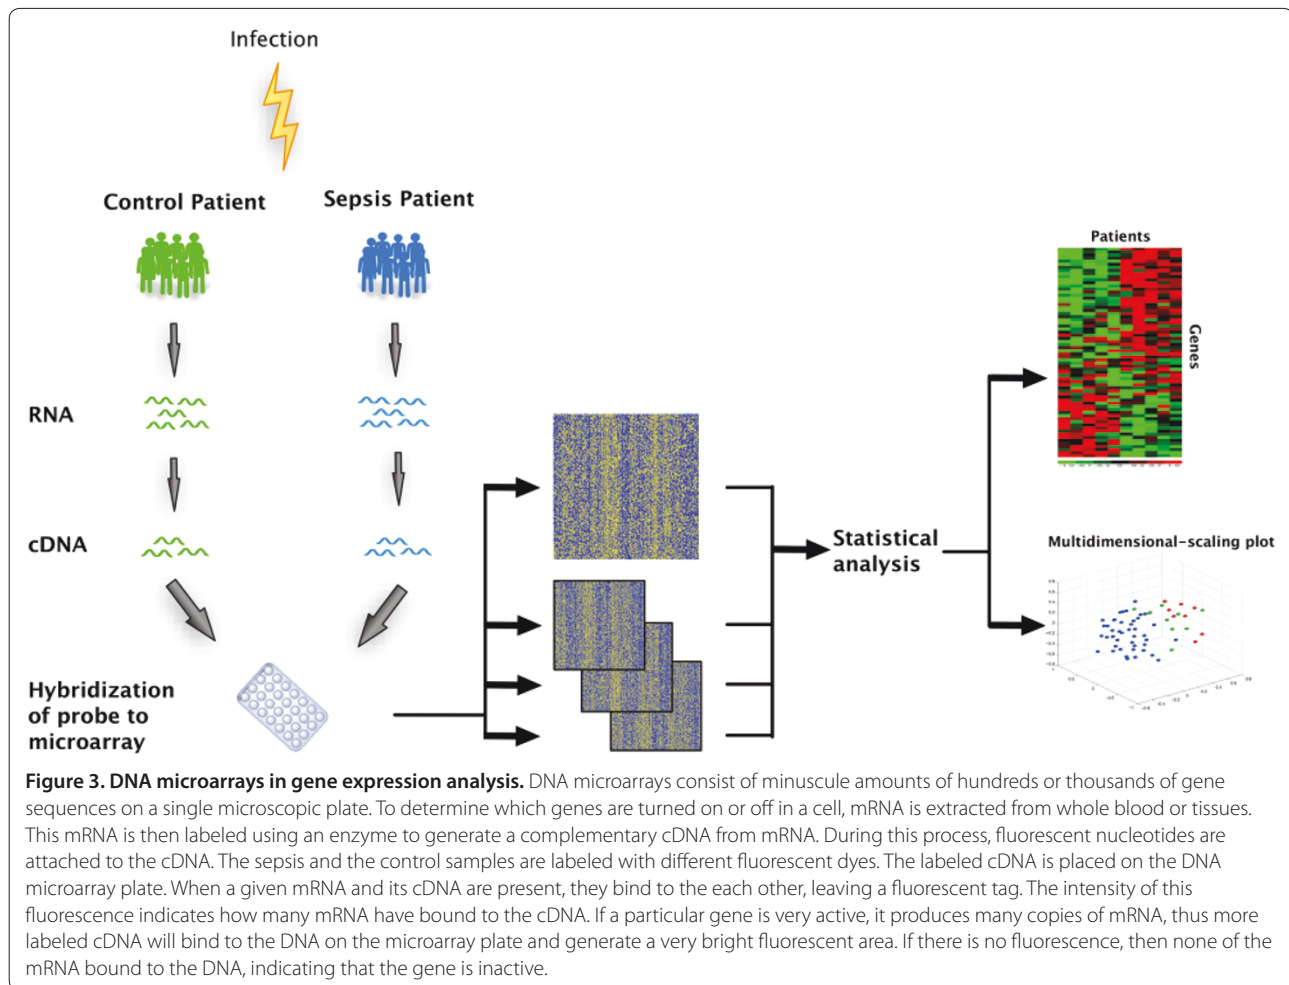 Infection
Control Patient
Sepsis Patient
RNA
cDNA
Hybridization
of probe to
microarray
Statistical
analysis
Patients
Genes
Multidimensional-scaling plot
Figure 3. DNA microarrays in gene expression analysis. DNA microarrays consist of minuscule amounts of hundreds or thousands of gene
sequences on a single microscopic plate. To determine which genes are turned on or off in a cell, mRNA is extracted from whole blood or tissues.
This mRNA is then labeled using an enzyme to generate a complementary cDNA from mRNA. During this process, fluorescent nucleotides are
attached to the cDNA. The sepsis and the control samples are labeled with different fluorescent dyes. The labeled cDNA is placed on the DNA
microarray plate. When a given mRNA and its cDNA are present, they bind to the each other, leaving a fluorescent tag. The intensity of this
fluorescence indicates how many mRNA have bound to the cDNA. If a particular gene is very active, it produces many copies of mRNA, thus more
labeled cDNA will bind to the DNA on the microarray plate and generate a very bright fluorescent area. If there is no fluorescence, then none of the
mRNA bound to the DNA, indicating that the gene is inactive.